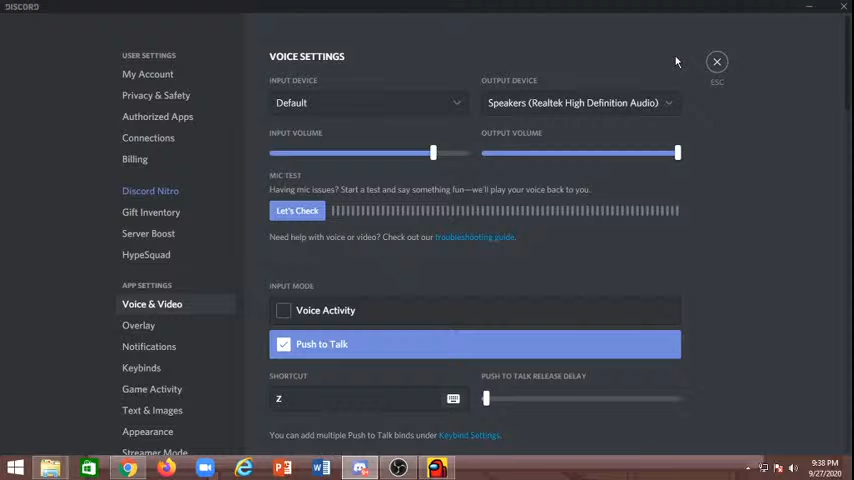 DISCORD
USER SETTINGS
My Account
Privacy & Safety
Authorized Apps
Connections
Billing
Discord Nitro
Gift Inventory
Server Boost
HypeSquad
APP SETTINGS
Voice & Video
Overlay
Notifications
Keybinds
Game Activity
Text & Images
Appearance
Streamer Mode
VOICE SETTINGS
ESC
INPUT DEVICE
Default
OUTPUT DEVICE
Speakers (Realtek High Definition Audio)
INPUT VOLUME
OUTPUT VOLUME
MIC TEST
Having mic issues? Start a test and say something fun—we'll play your voice back to you.
Let's Check
Need help with voice or video? Check out our troubleshooting guide.
INPUT MODE
Voice Activity
Push to Talk
SHORTCUT
Z
PUSH TO TALK RELEASE DELAY
You can add multiple Push to Talk binds under Keybind Settings.
9:38 PM
9/27/2020